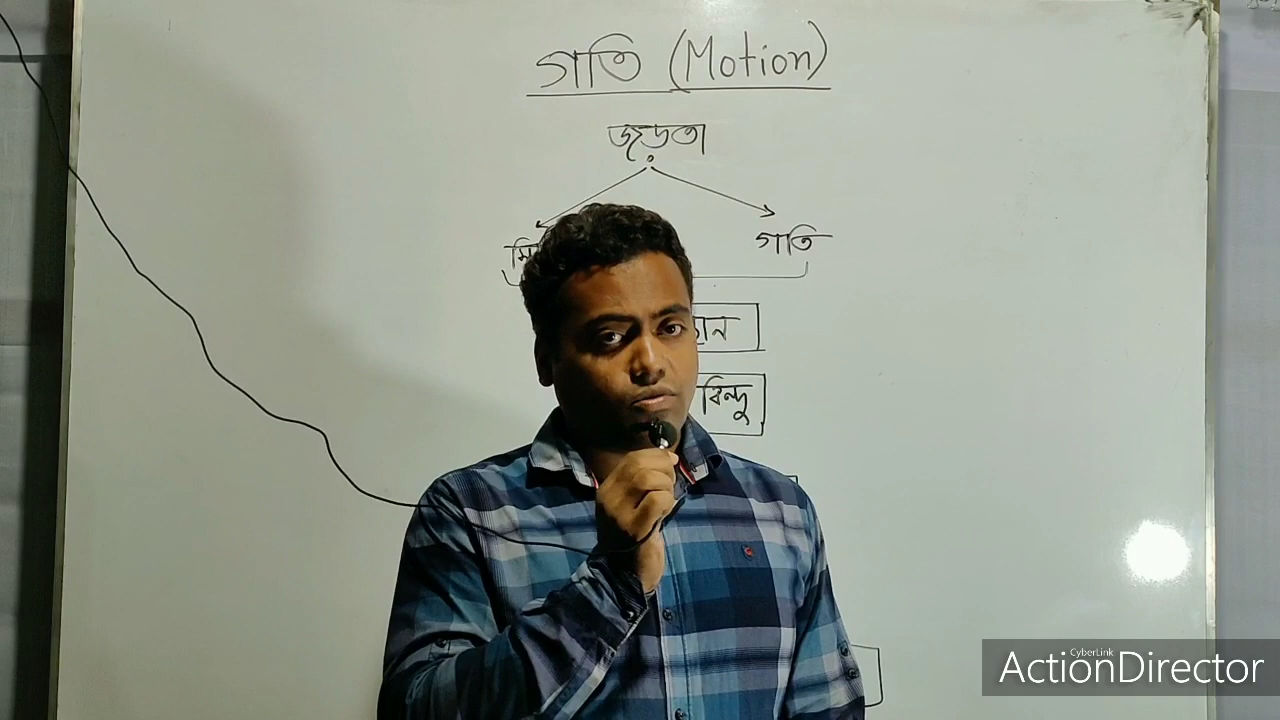 গতি (Motion)
জড়তা
গতি
বিন্দু
CyberLink
ActionDirector